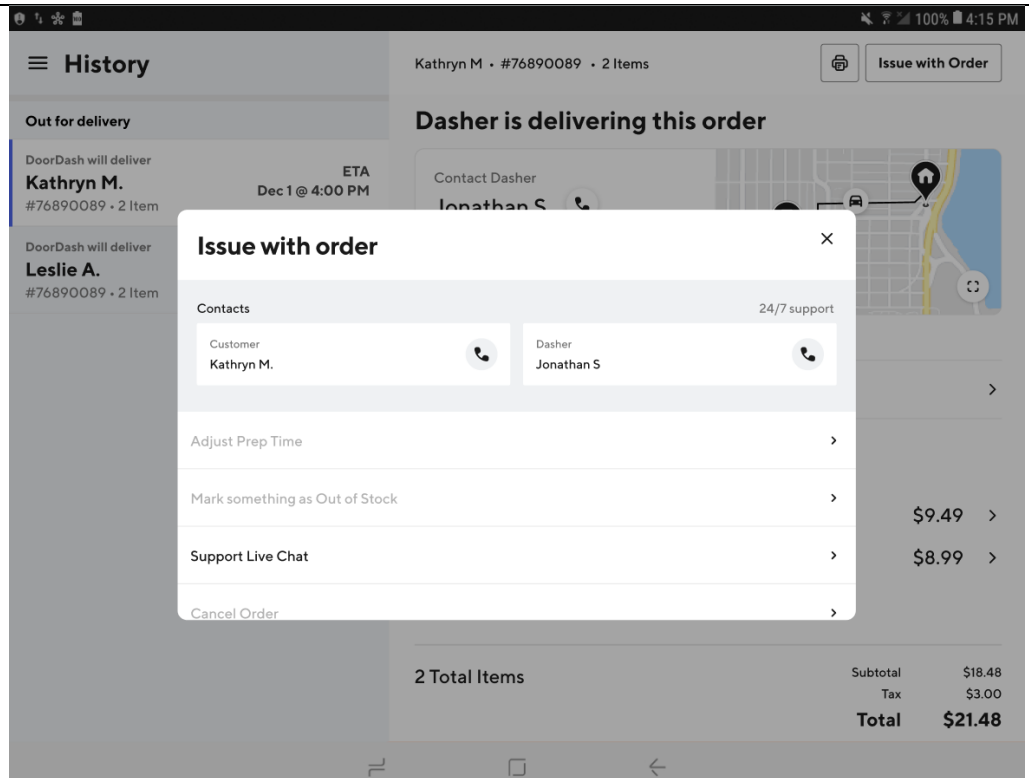 100% 4:15 PM
History
Kathryn M • #76890089 • 2 Items
Issue with Order
Out for delivery
Dasher is delivering this order
DoorDash will deliver
Kathryn M.
#76890089 • 2 Item
ETA
Dec 1 @ 4:00 PM
Contact Dasher
Jonathan S
DoorDash will deliver
Leslie A.
#76890089 • 2 Item
Issue with order
Contacts
24/7 support
Customer
Kathryn M.
Dasher
Jonathan S
Adjust Prep Time
Mark something as Out of Stock
Support Live Chat
Cancel Order
$9.49
$8.99
2 Total Items
Subtotal $18.48
Tax $3.00
Total $21.48